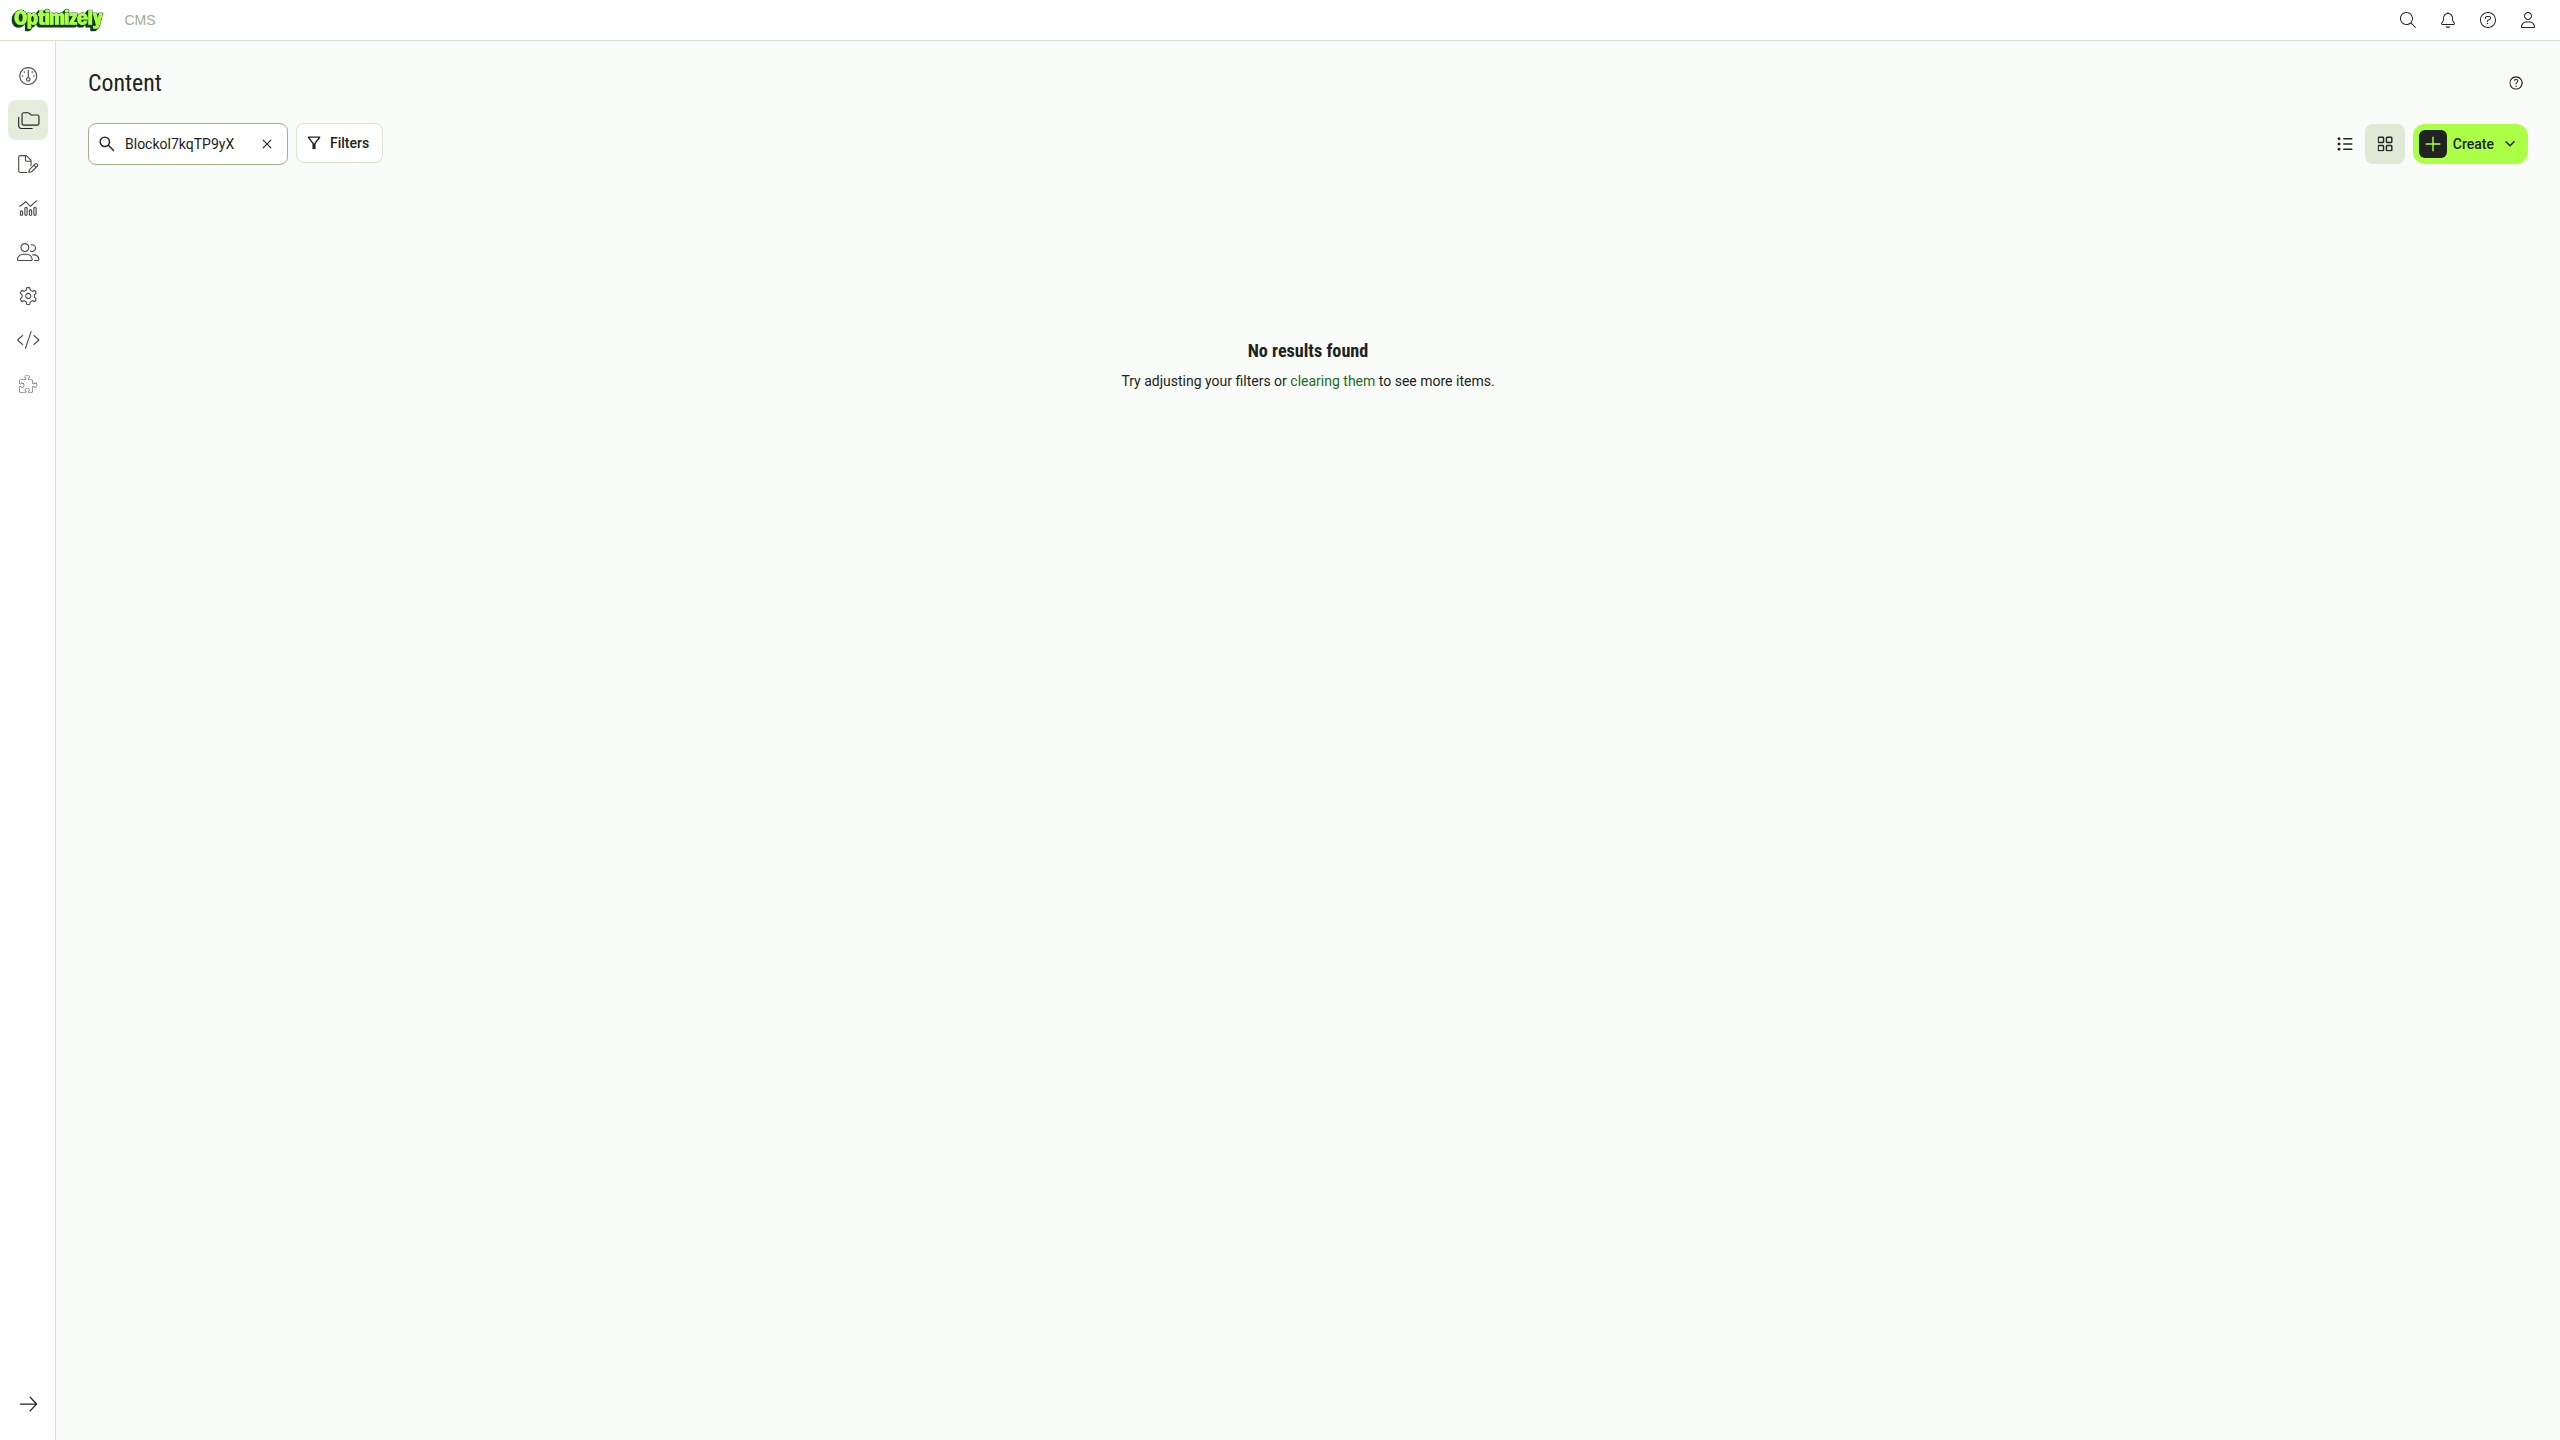 Optimizely CMS
Content
Blockol7kqTP9yX
Filters
Create
No results found
Try adjusting your filters or clearing them to see more items.